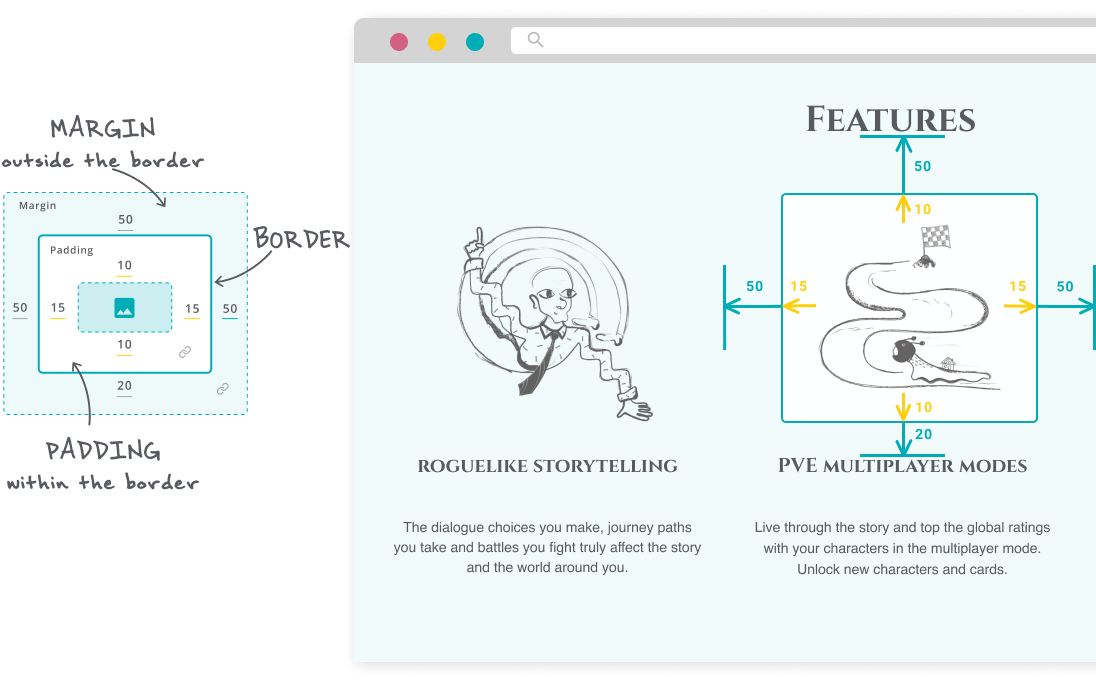 MARGIN
outside the border
Margin
50
BORDER
Padding
10
50 15 15 50
10
20
PADDING
within the border
FEATURES
50
10
50 15 15 50
10
20
ROGUELIKE STORYTELLING
The dialogue choices you make, journey paths
you take and battles you fight truly affect the story
and the world around you.
PVE MULTIPLAYER MODES
Live through the story and top the global ratings
with your characters in the multiplayer mode.
Unlock new characters and cards.